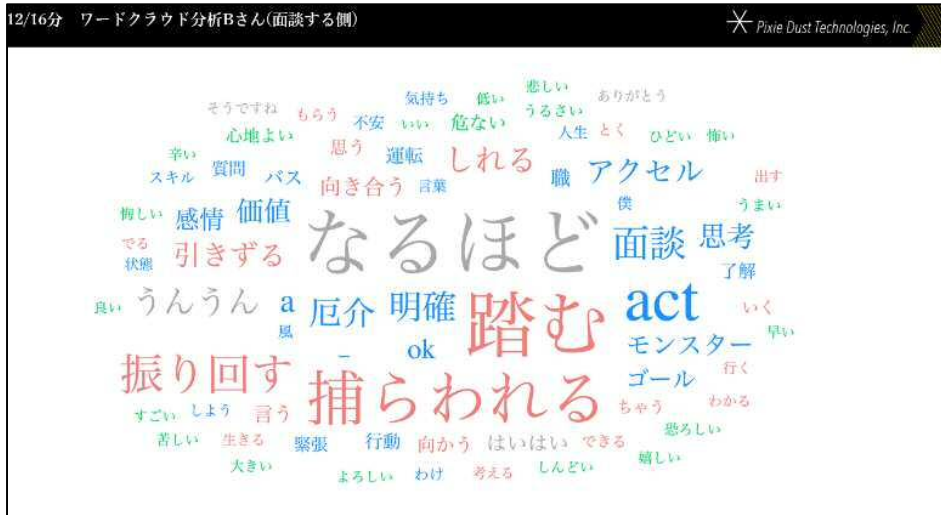 12/16分 ワードクラウド分析Bさん(面談する側)
Pixie Dust Technologies, Inc.
悲しい
気持ち 低い ありがとう
そうですね もらう うるさい
不安 いい 危ない 人生 とく
心地よい ひどい 怖い
辛い 思う 運転 しれる
スキル 質問 バス 向き合う 言葉 職 アクセル 出す
僕 うまい
悔しい 感情 価値 なるほど 面談 思考
でる 引きずる
状態 了解
良い うんうん a 厄介 明確 踏む act いく
風 早い
_ ok モンスター
振り回す 捕らわれる ゴール 行く
すごい しよう 言う ちゃう わかる
恐ろしい
苦しい 生きる 緊張 行動 向かう はいはい できる
嬉しい
大きい よろしい わけ 考える しんどい